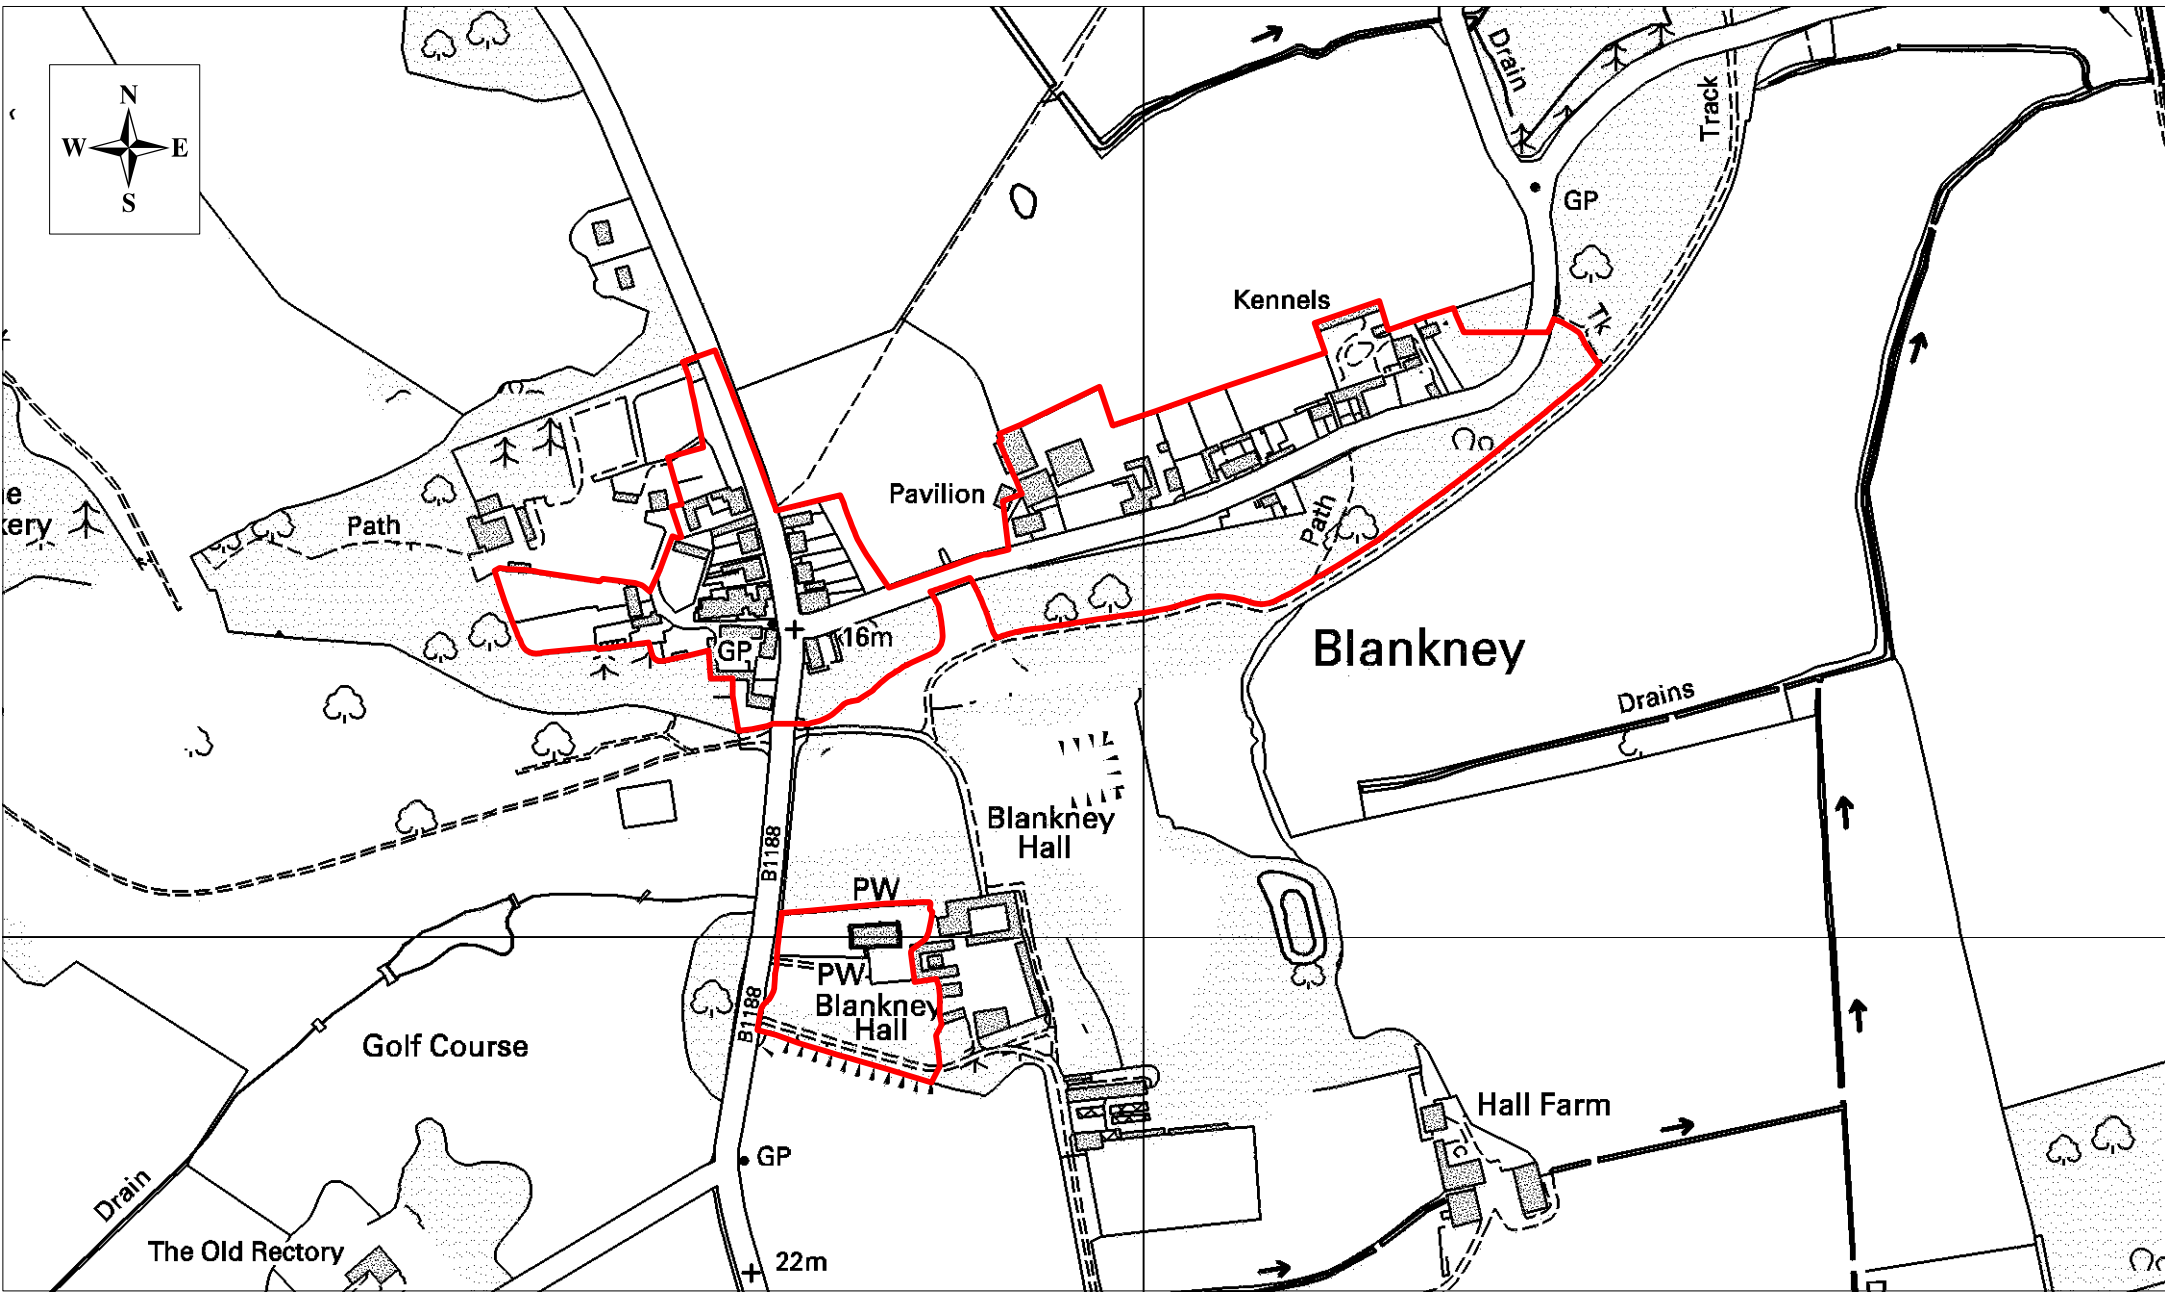 N
W E
S
Drain
Track
GP
Kennels
Tk
Pavilion
Path
Path
16m
GP
Blankney
Drains
B1188
Blankney
Hall
PW
PW
Blankney
Hall
B1188
Golf Course
Hall Farm
GP
Drain
The Old Rectory
22m